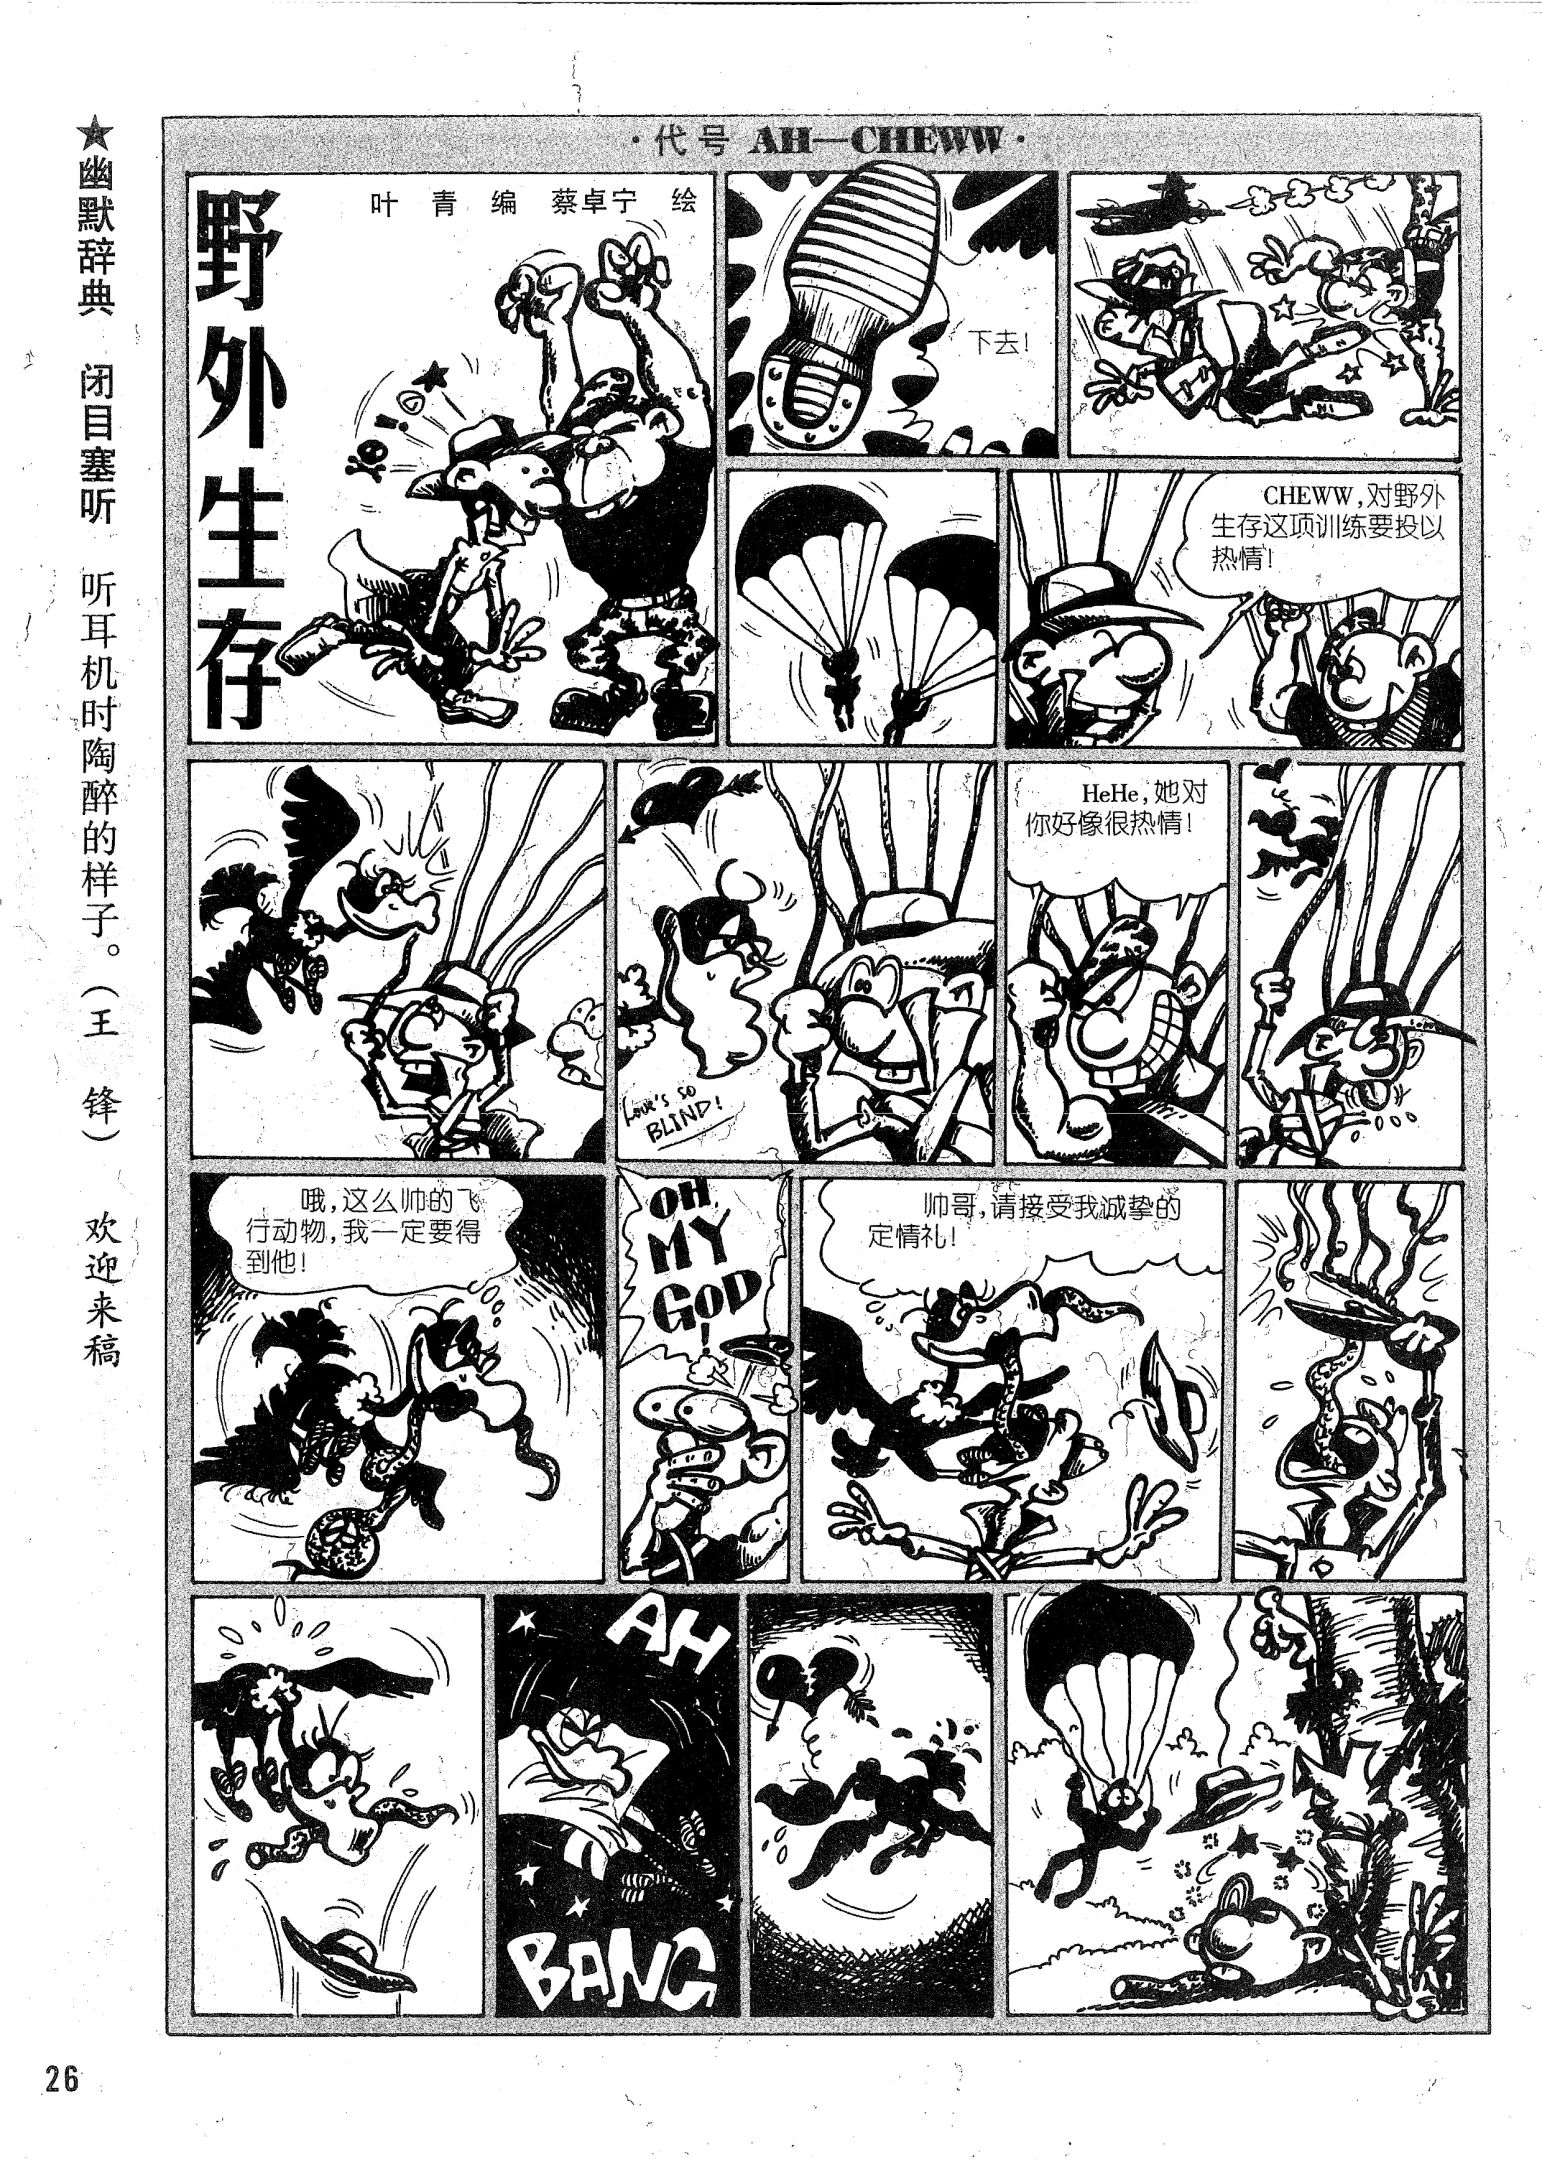 ·代号 AH—CHEWW·
野外生存
叶青编 蔡卓宁 绘
下去!
CHEWW,对野外
生存这项训练要投以
热情!
Love's so
BLIND!
HeHe,她对
你好像很热情!
哦,这么帅的飞
行动物,我一定要得
到他!
OH
MY
GOD
!
帅哥,请接受我诚挚的
定情礼!
AH
BANG
★幽默辞典 闭目塞听 听耳机时陶醉的样子。(王 锋) 欢迎来稿
26